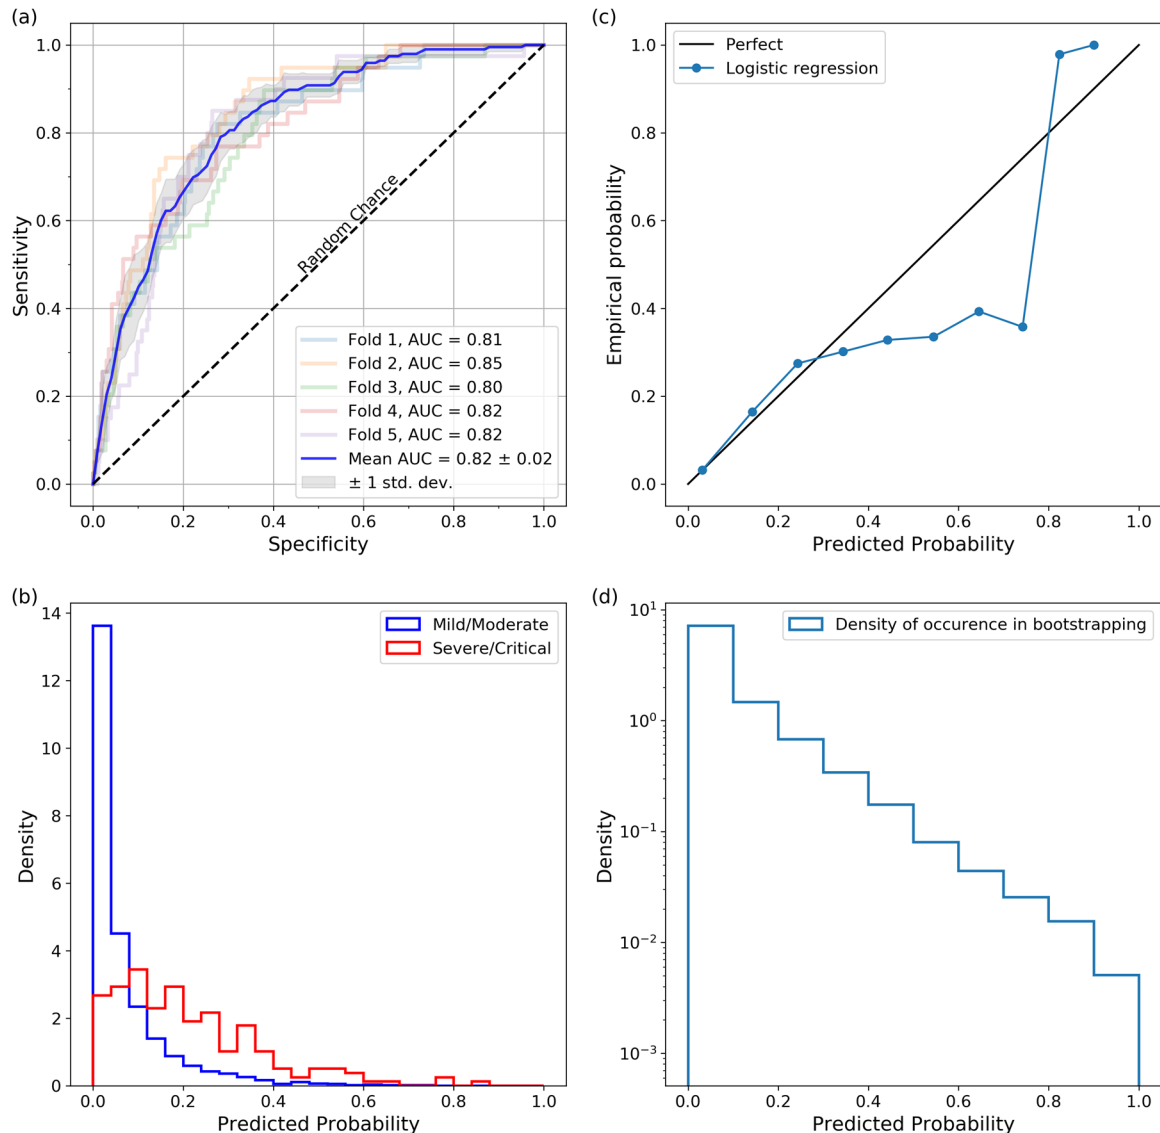 (a)
1.0
0.8
0.6
0.4
0.2
0.0
Sensitivity
Random Chance
Fold 1, AUC = 0.81
Fold 2, AUC = 0.85
Fold 3, AUC = 0.80
Fold 4, AUC = 0.82
Fold 5, AUC = 0.82
Mean AUC = 0.82 ± 0.02
± 1 std. dev.
0.0 0.2 0.4 0.6 0.8 1.0
Specificity
(c)
Perfect
Logistic regression
1.0
0.8
0.6
0.4
0.2
0.0
Empirical probability
0.0 0.2 0.4 0.6 0.8 1.0
Predicted Probability
(b)
Mild/Moderate
Severe/Critical
14
12
10
8
6
4
2
0
Density
0.0 0.2 0.4 0.6 0.8 1.0
Predicted Probability
(d)
Density of occurence in bootstrapping
10¹
10⁰
10⁻¹
10⁻²
10⁻³
Density
0.0 0.2 0.4 0.6 0.8 1.0
Predicted Probability